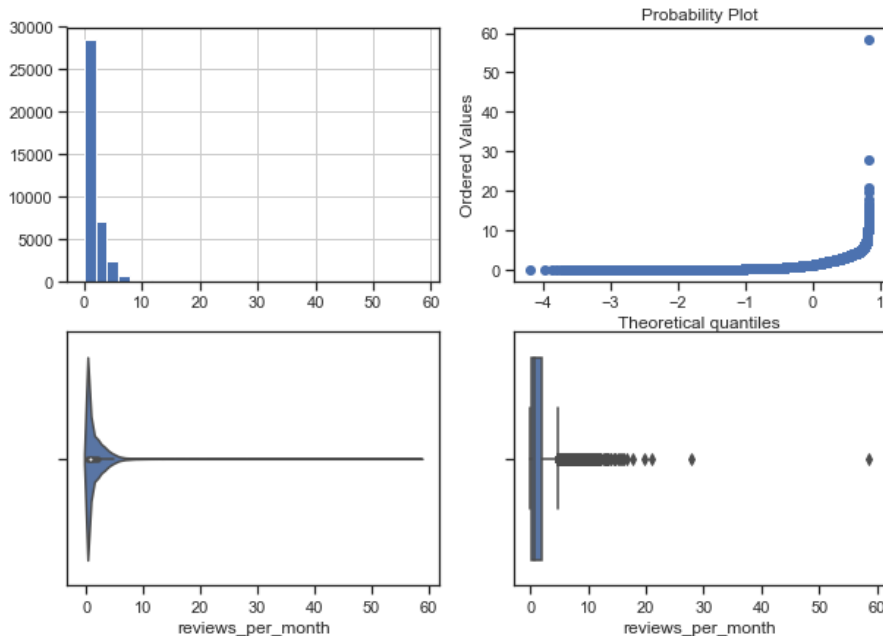 30000
25000
20000
15000
10000
5000
0
0 10 20 30 40 50 60
Probability Plot
Ordered Values
60
50
40
30
20
10
0
−4 −3 −2 −1 0 1
Theoretical quantiles
0 10 20 30 40 50 60
reviews_per_month
0 10 20 30 40 50 60
reviews_per_month